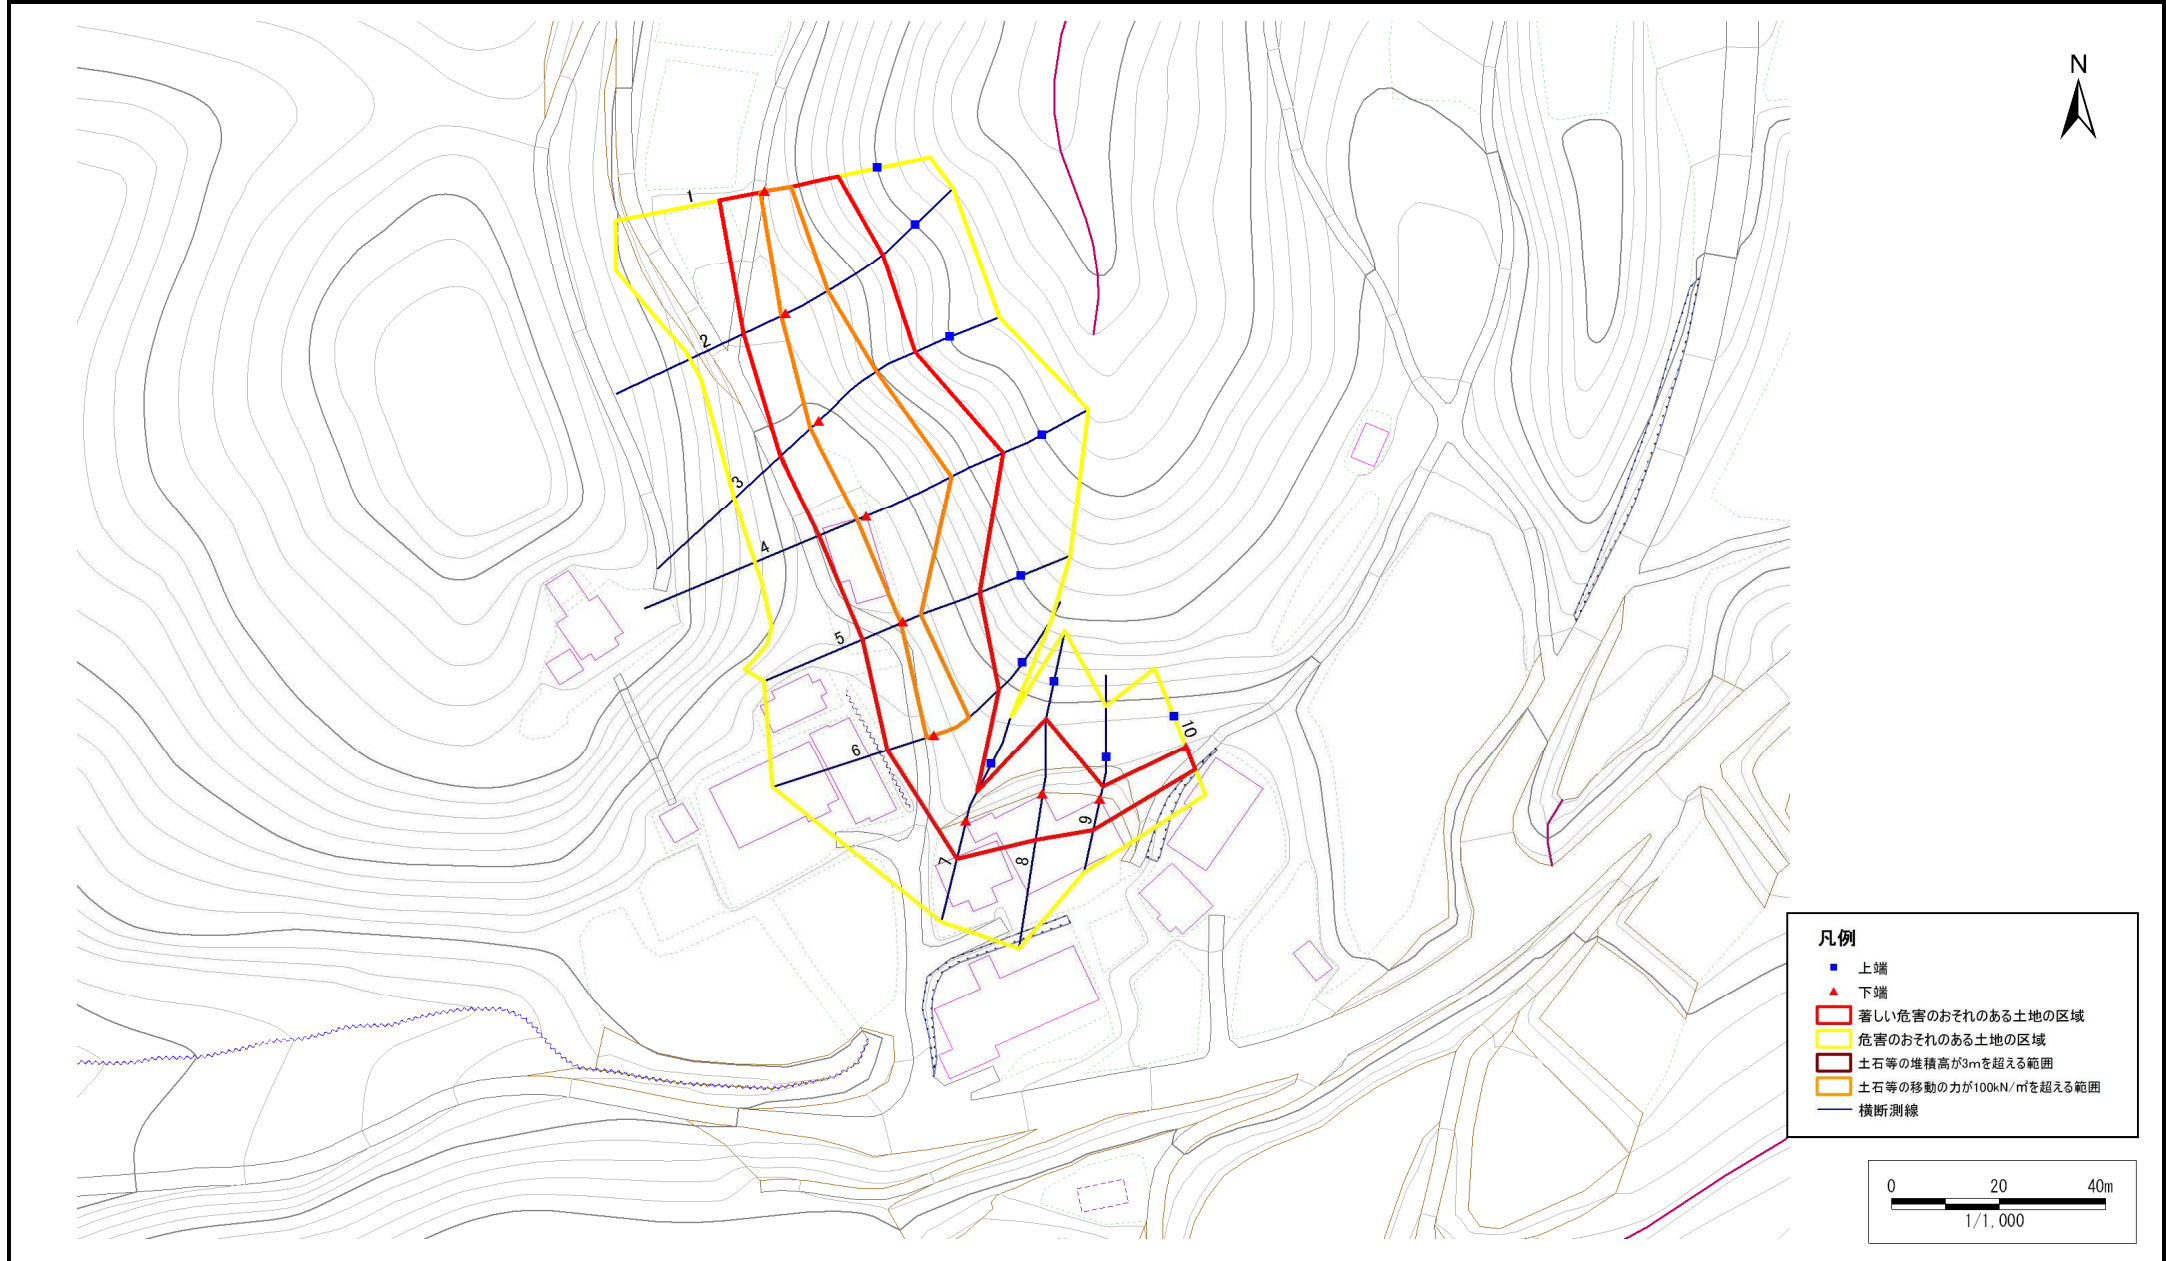 N
1
2
3
4
5
6
7
8
9
10
凡例
上端
下端
著しい危害のおそれのある土地の区域
危害のおそれのある土地の区域
土石等の堆積高が3mを超える範囲
土石等の移動の力が100kN/㎡を超える範囲
横断測線
0 20 40m
1/1,000